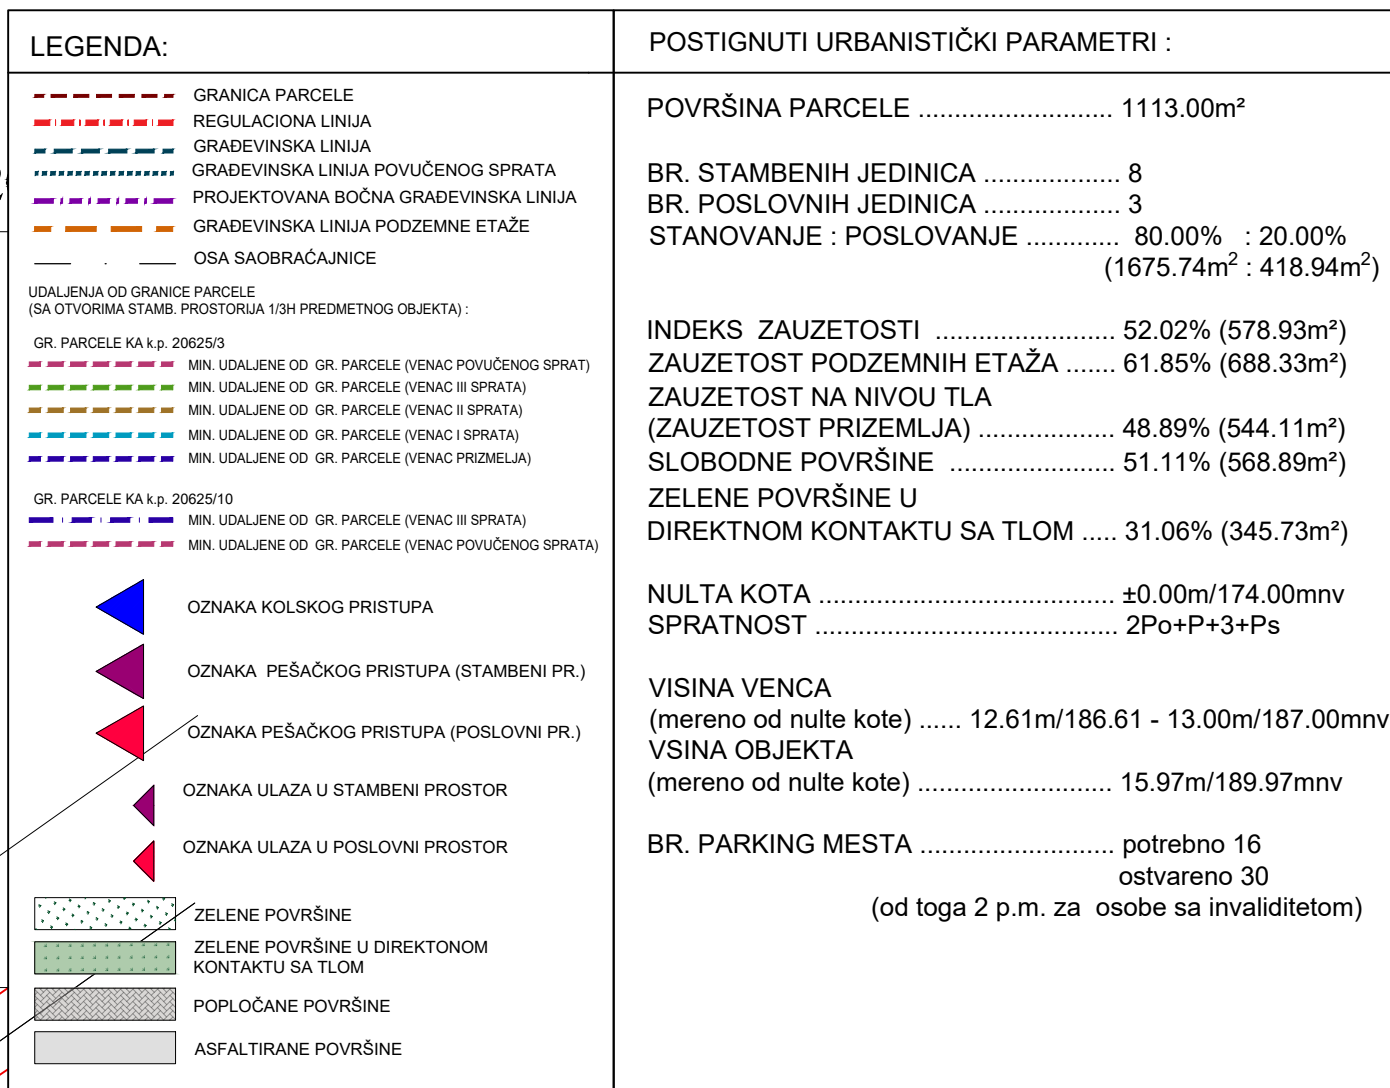 LEGENDA:
GRANICA PARCELE
REGULACIONA LINIJA
GRAĐEVINSKA LINIJA
GRAĐEVINSKA LINIJA POVUČENOG SPRATA
PROJEKTOVANA BOČNA GRAĐEVINSKA LINIJA
GRAĐEVINSKA LINIJA PODZEMNE ETAŽE
OSA SAOBRAĆAJNICE
UDALJENJA OD GRANICE PARCELE
(SA OTVORIMA STAMB. PROSTORIJA 1/3H PREDMETNOG OBJEKTA) :
GR. PARCELE KA k.p. 20625/3
MIN. UDALJENE OD GR. PARCELE (VENAC POVUČENOG SPRAT)
MIN. UDALJENE OD GR. PARCELE (VENAC III SPRATA)
MIN. UDALJENE OD GR. PARCELE (VENAC II SPRATA)
MIN. UDALJENE OD GR. PARCELE (VENAC I SPRATA)
MIN. UDALJENE OD GR. PARCELE (VENAC PRIZMELJA)
GR. PARCELE KA k.p. 20625/10
MIN. UDALJENE OD GR. PARCELE (VENAC III SPRATA)
MIN. UDALJENE OD GR. PARCELE (VENAC POVUČENOG SPRATA)
OZNAKA KOLSKOG PRISTUPA
OZNAKA PEŠAČKOG PRISTUPA (STAMBENI PR.)
OZNAKA PEŠAČKOG PRISTUPA (POSLOVNI PR.)
OZNAKA ULAZA U STAMBENI PROSTOR
OZNAKA ULAZA U POSLOVNI PROSTOR
ZELENE POVRŠINE
ZELENE POVRŠINE U DIREKTONOM
KONTAKTU SA TLOM
POPLOČANE POVRŠINE
ASFALTIRANE POVRŠINE
POSTIGNUTI URBANISTIČKI PARAMETRI :
POVRŠINA PARCELE ........................... 1113.00m²
BR. STAMBENIH JEDINICA ................... 8
BR. POSLOVNIH JEDINICA ................... 3
STANOVANJE : POSLOVANJE ............. 80.00% : 20.00%
(1675.74m² : 418.94m²)
INDEKS ZAUZETOSTI ......................... 52.02% (578.93m²)
ZAUZETOST PODZEMNIH ETAŽA ....... 61.85% (688.33m²)
ZAUZETOST NA NIVOU TLA
(ZAUZETOST PRIZEMLJA) ................... 48.89% (544.11m²)
SLOBODNE POVRŠINE ....................... 51.11% (568.89m²)
ZELENE POVRŠINE U
DIREKTNOM KONTAKTU SA TLOM ..... 31.06% (345.73m²)
NULTA KOTA ......................................... ±0.00m/174.00mnv
SPRATNOST .......................................... 2Po+P+3+Ps
VISINA VENCA
(mereno od nulte kote) ...... 12.61m/186.61 - 13.00m/187.00mnv
VSINA OBJEKTA
(mereno od nulte kote) ........................... 15.97m/189.97mnv
BR. PARKING MESTA ........................... potrebno 16
ostvareno 30
(od toga 2 p.m. za osobe sa invaliditetom)